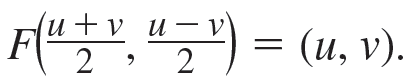 F((u + v)/2, (u − v)/2) = (u, v).